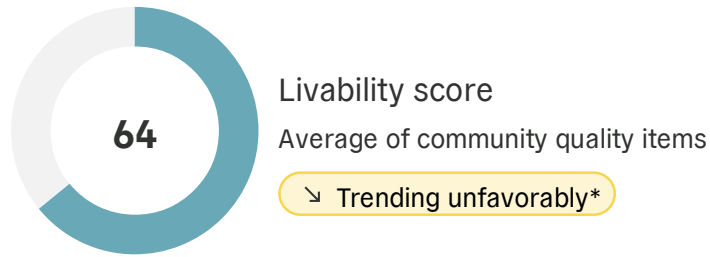 64
Livability score
Average of community quality items
↘ Trending unfavorably*